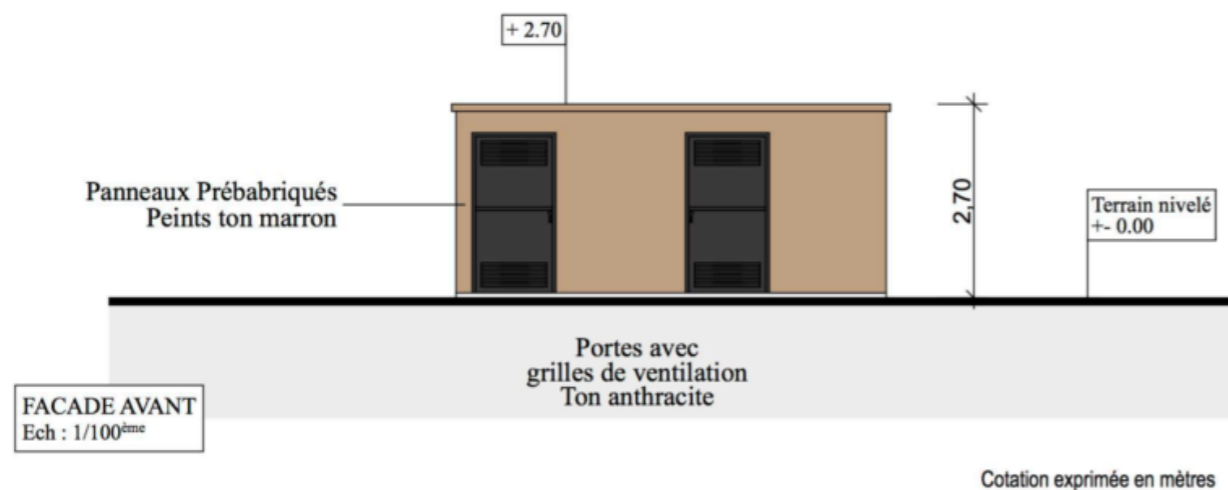 + 2.70
Panneaux Prébabriqués
Peints ton marron
2,70
Terrain nivelé
+- 0.00
Portes avec
grilles de ventilation
Ton anthracite
FACADE AVANT
Ech : 1/100ème
Cotation exprimée en mètres